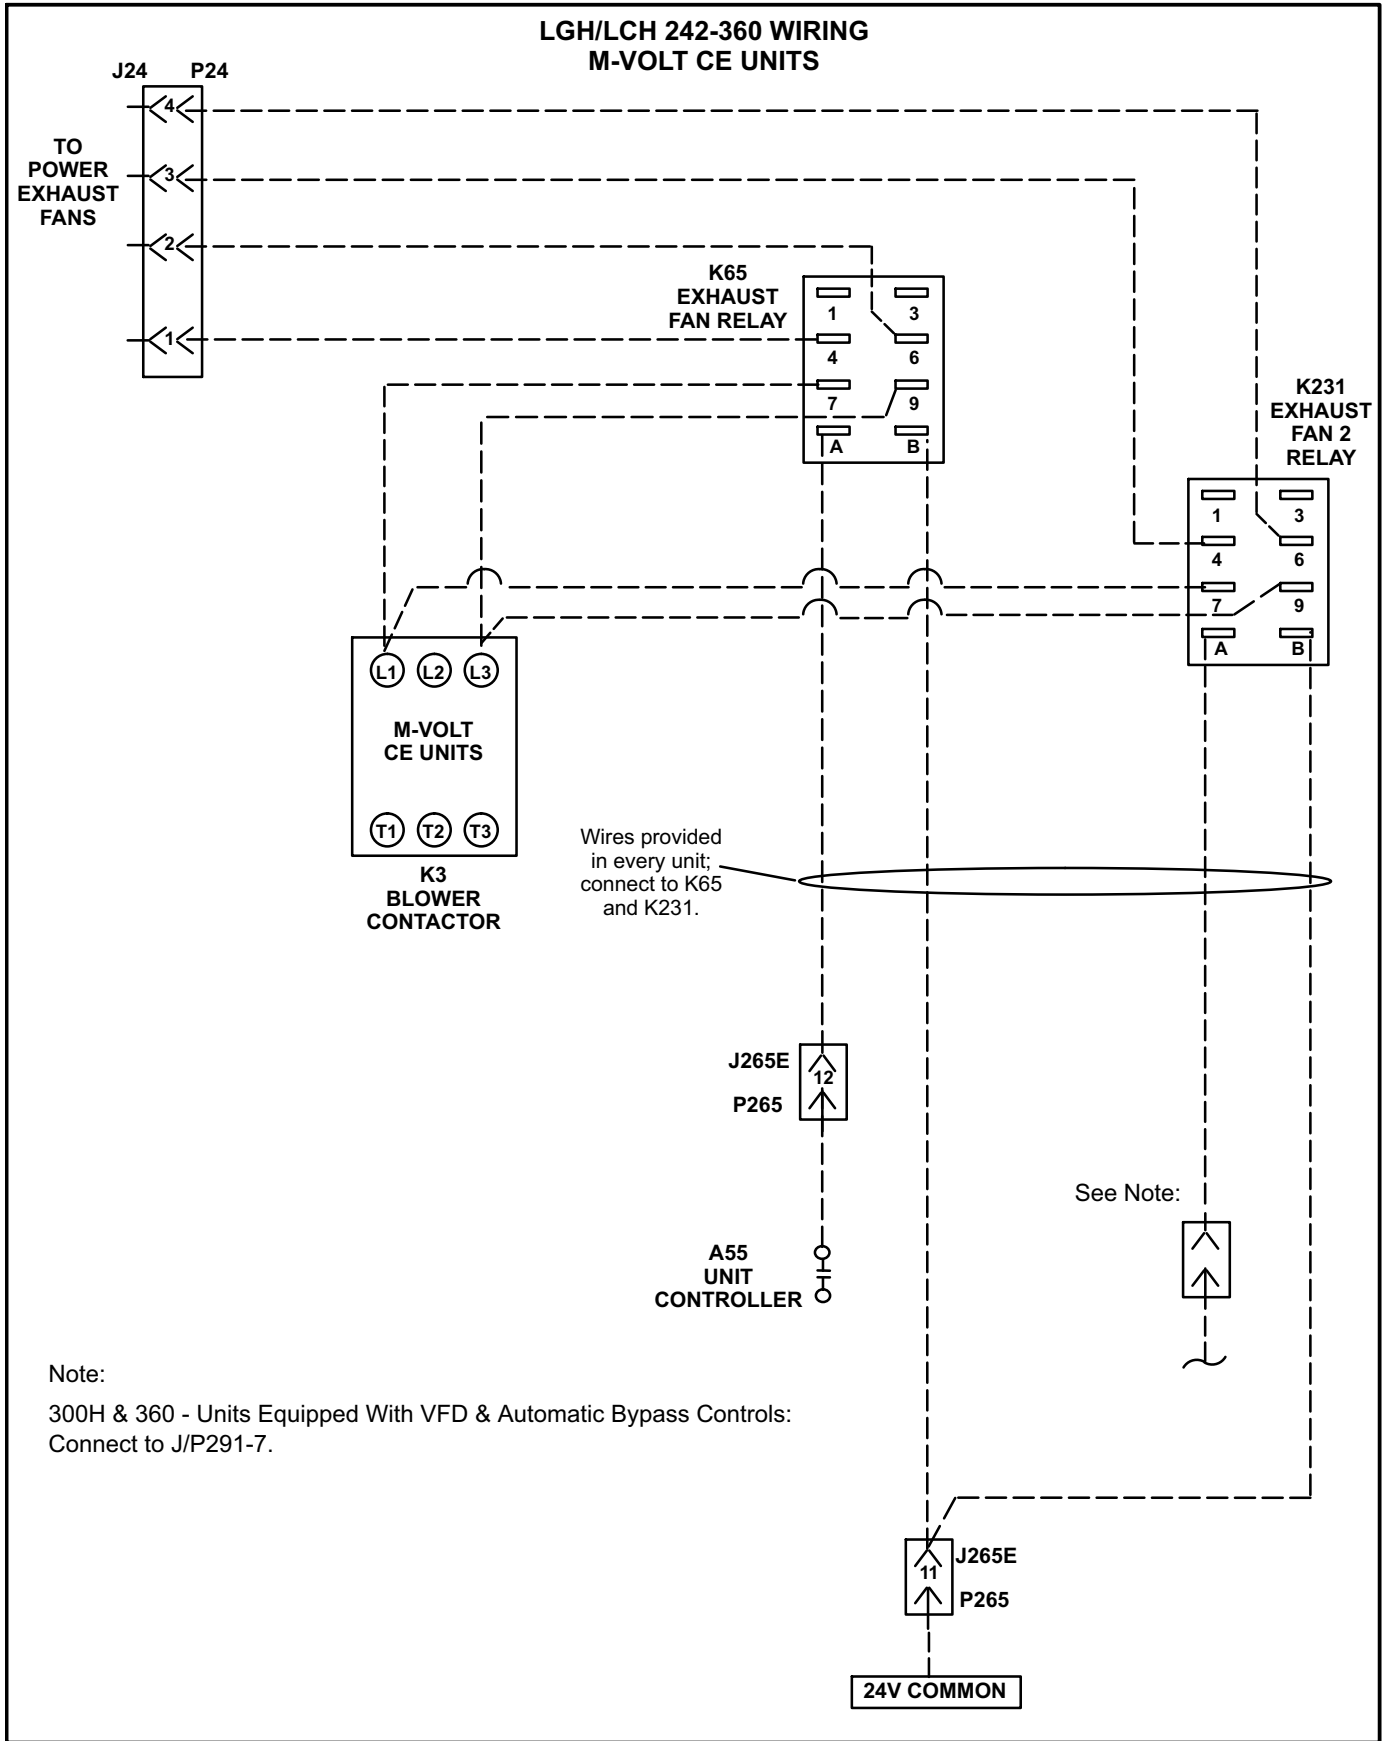 LGH/LCH 242-360 WIRING
M-VOLT CE UNITS
J24 P24
4
3
2
1
TO
POWER
EXHAUST
FANS
K65
EXHAUST
FAN RELAY
1 3
4 6
7 9
A B
K231
EXHAUST
FAN 2
RELAY
1 3
4 6
7 9
A B
L1 L2 L3
M-VOLT
CE UNITS
T1 T2 T3
K3
BLOWER
CONTACTOR
Wires provided
in every unit;
connect to K65
and K231.
J265E
12
P265
See Note:
A55
UNIT
CONTROLLER
Note:
300H & 360 - Units Equipped With VFD & Automatic Bypass Controls:
Connect to J/P291-7.
J265E
11
P265
24V COMMON